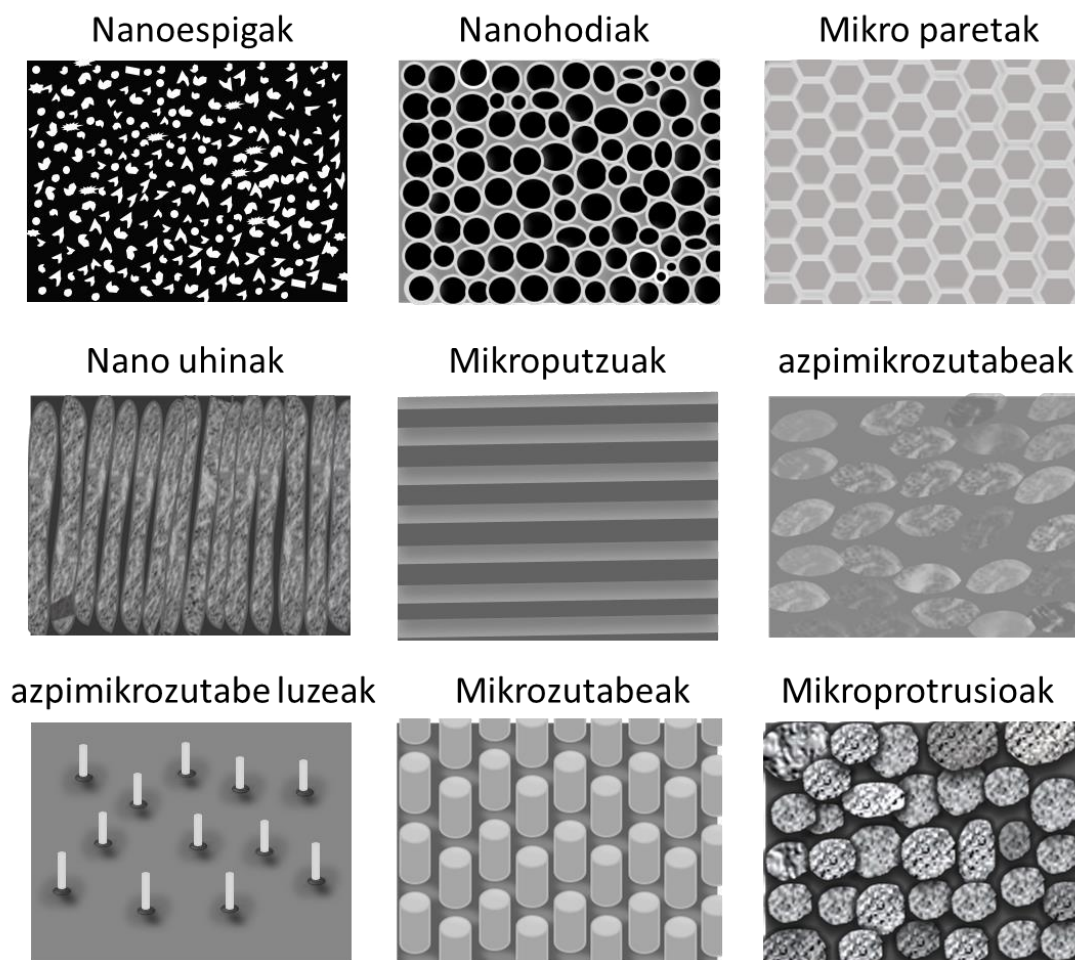 Nanoespigak
Nanohodiak
Mikro paretak
Nano uhinak
Mikroputzuak
azpimikrozutabeak
azpimikrozutabe luzeak
Mikrozutabeak
Mikroprotrusioak